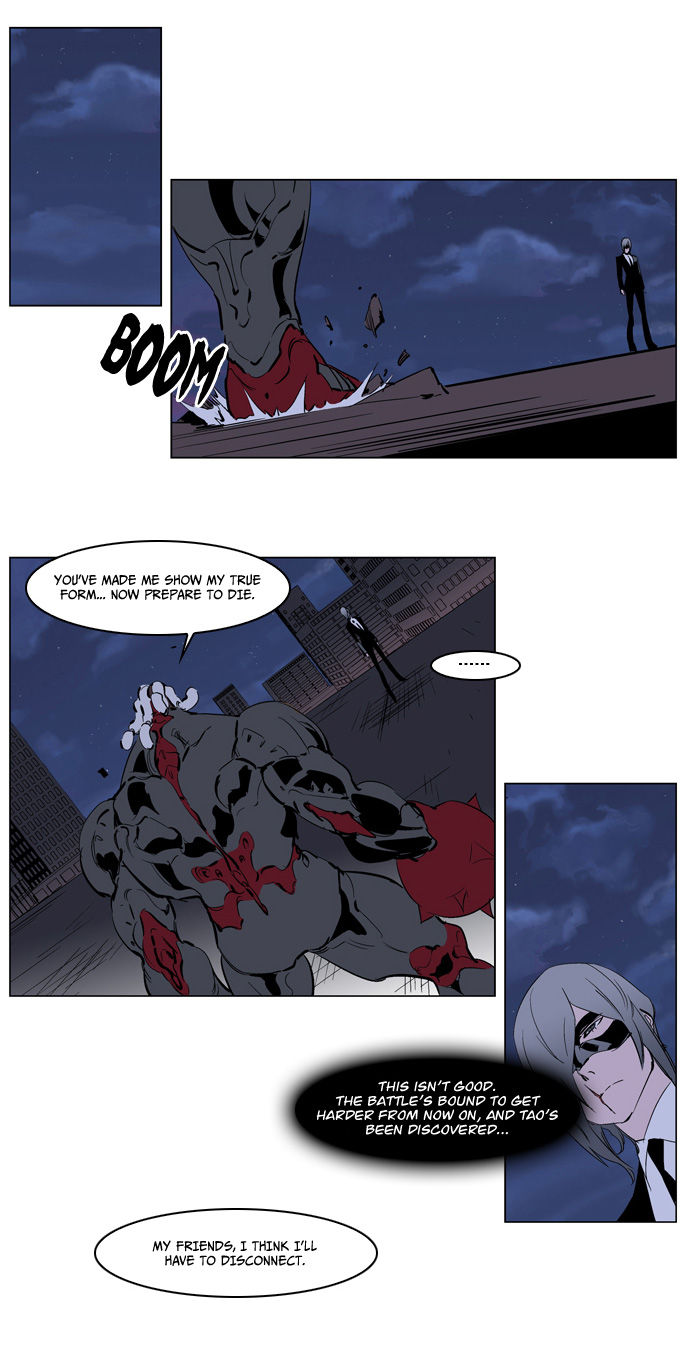 BOOM
YOU'VE MADE ME SHOW MY TRUE
FORM... NOW PREPARE TO DIE.
------
THIS ISN'T GOOD.
THE BATTLE'S BOUND TO GET
HARDER FROM NOW ON, AND TAO'S
BEEN DISCOVERED...
MY FRIENDS, I THINK I'LL
HAVE TO DISCONNECT.